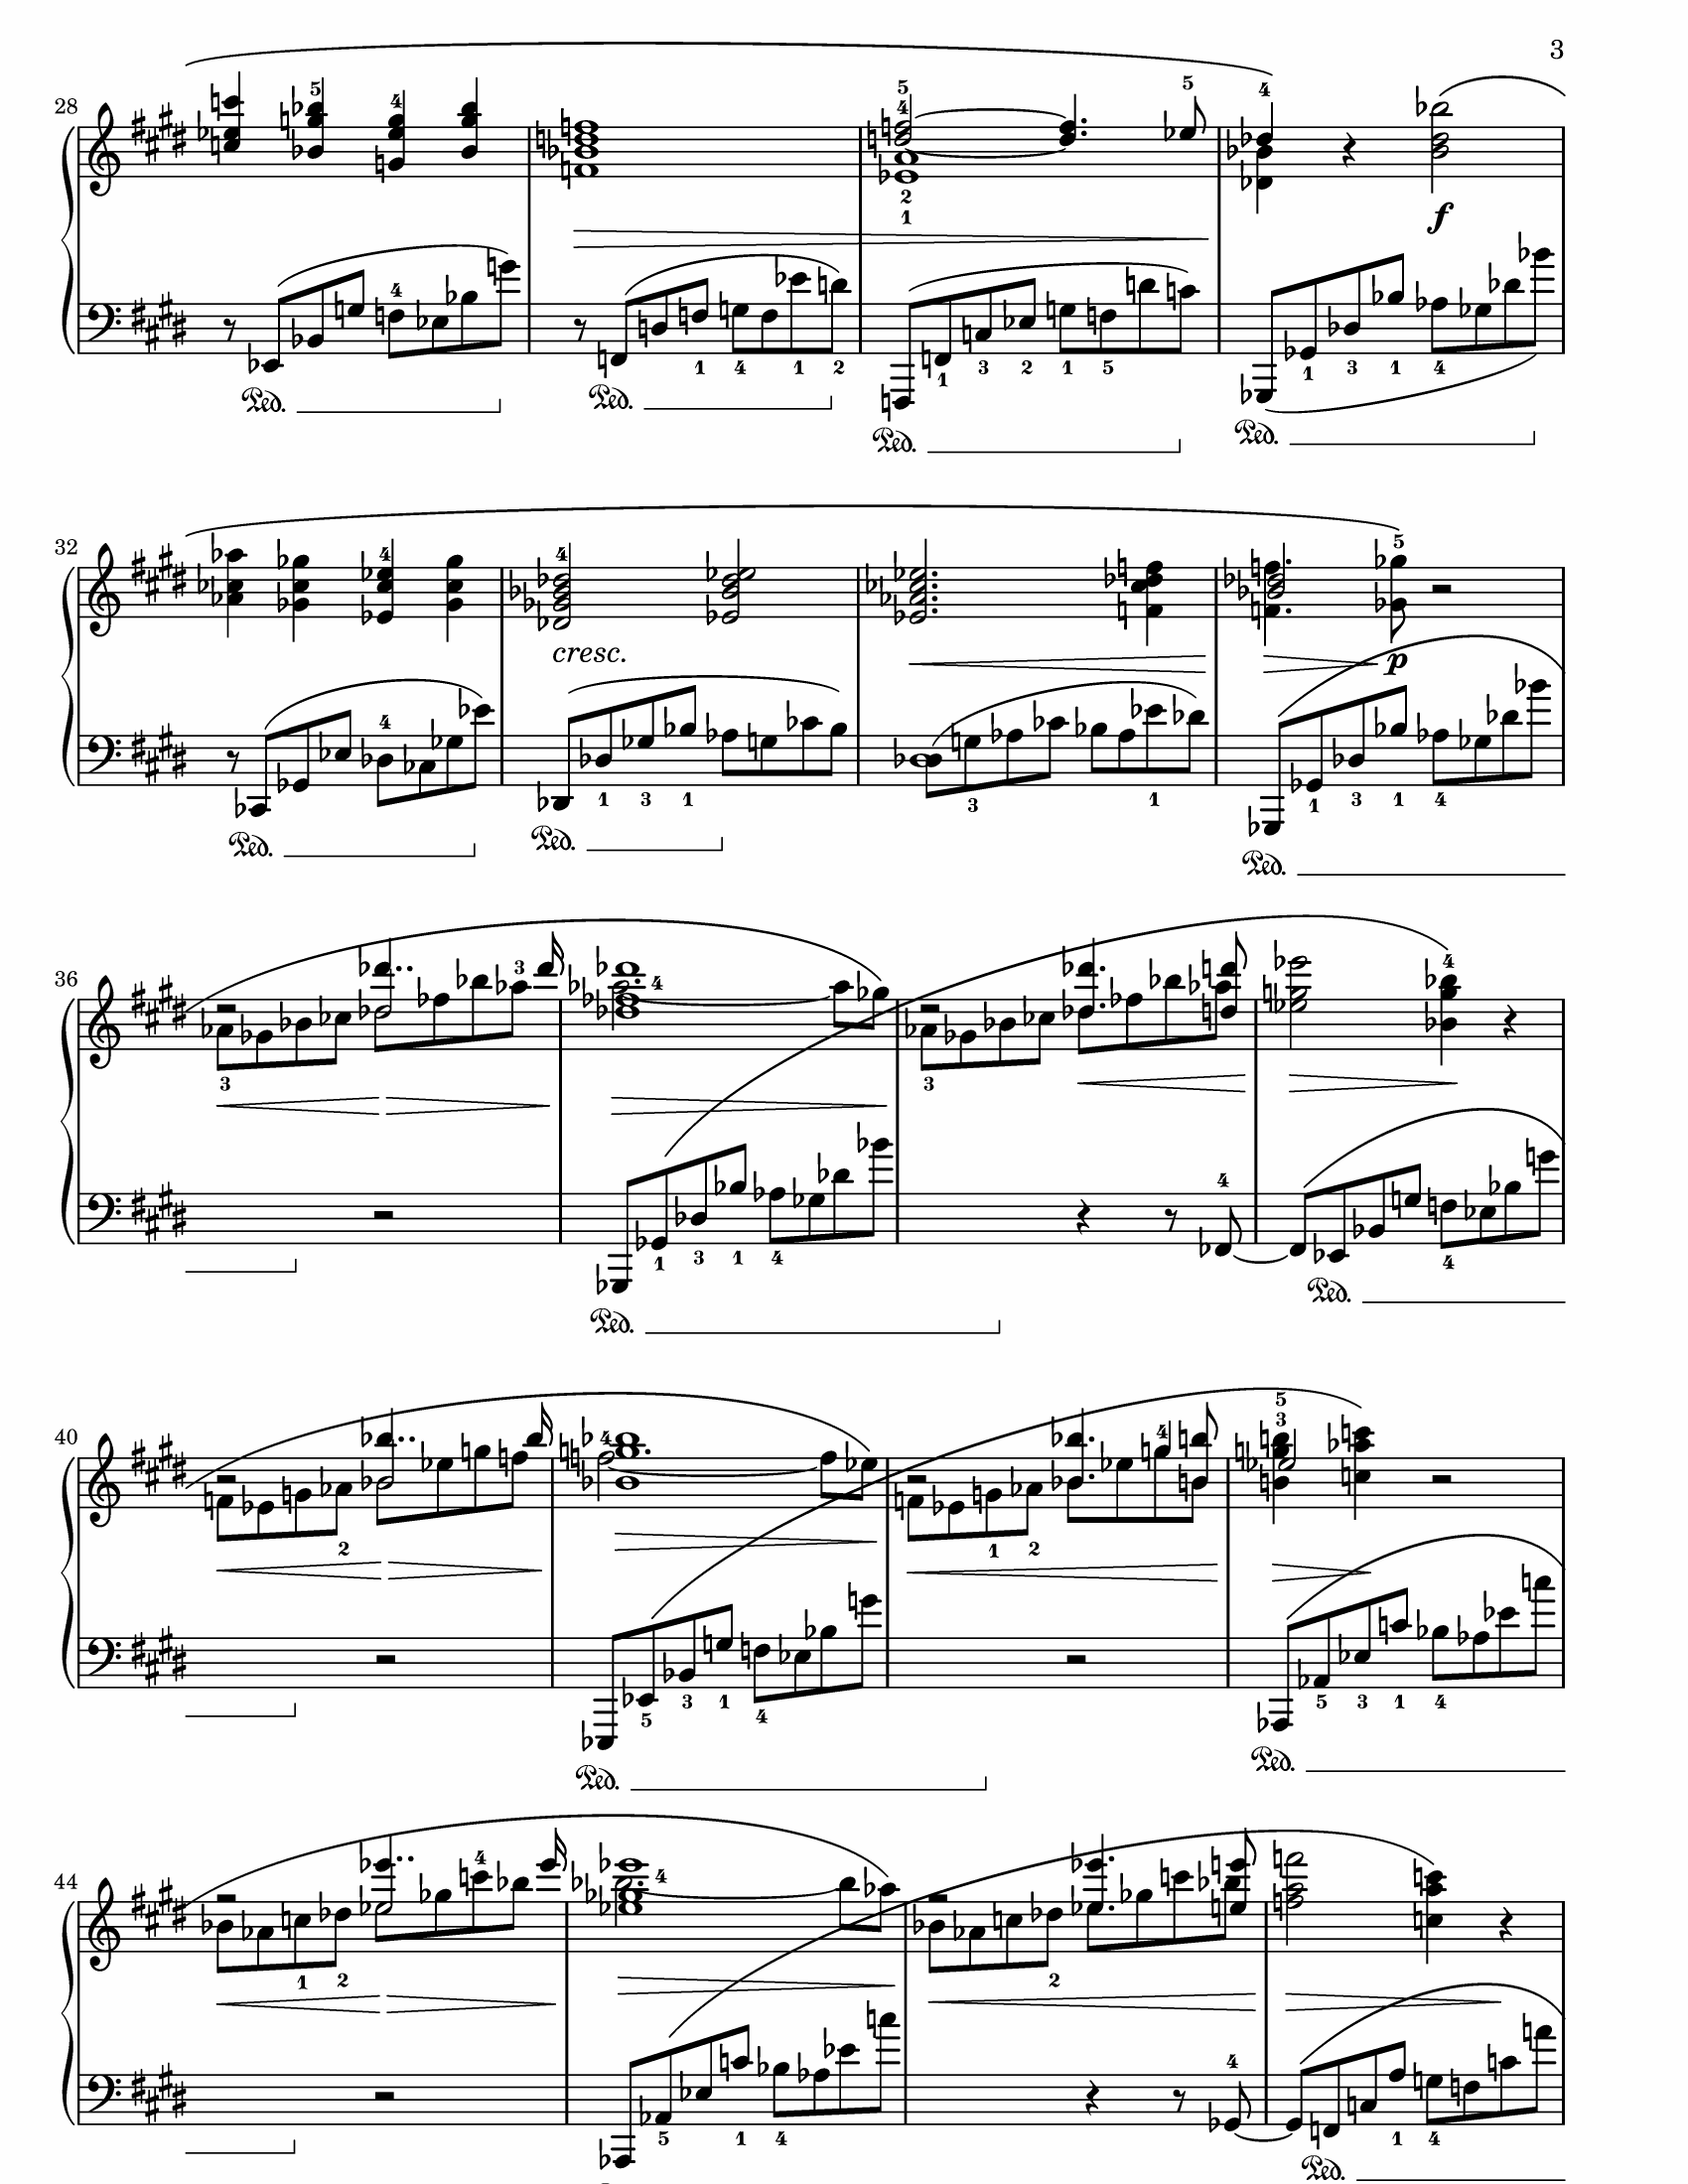 3
28
5 4 5 4 5 4
2 1
f
4 1 4 1 2 1 3 2 1 5 1 3 1 4
Ped. Ped. Ped. Ped.
32
4 4 5
cresc. p
4 1 3 1 3 1 1 3 1 4
Ped. Ped. Ped.
36
3 4 4
3 3
4
1 3 1 4 4
Ped. Ped.
40
4 4 5 3
2 1 2
5 3 1 4 5 3 1 4
Ped. Ped.
44
4 4
1 2 2
4
5 1 4 1 4
Ped.